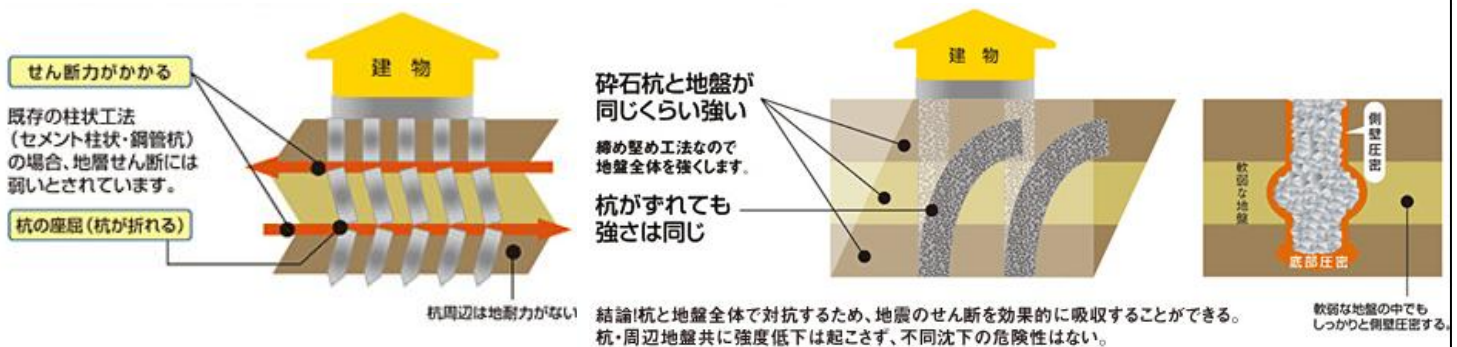 建物
せん断力がかかる
既存の柱状工法
(セメント柱状・鋼管杭)
の場合、地層せん断には
弱いとされています。
杭の座屈(杭が折れる)
杭周辺は地耐力がない
建物
砕石杭と地盤が
同じくらい強い
締め堅め工法なので
地盤全体を強くします。
杭がずれても
強さは同じ
結論!杭と地盤全体で対抗するため、地震のせん断を効果的に吸収することができる。
杭・周辺地盤共に強度低下は起こさず、不同沈下の危険性はない。
側壁圧密
軟弱な地盤
底部圧密
軟弱な地盤の中でも
しっかりと側壁圧密する。